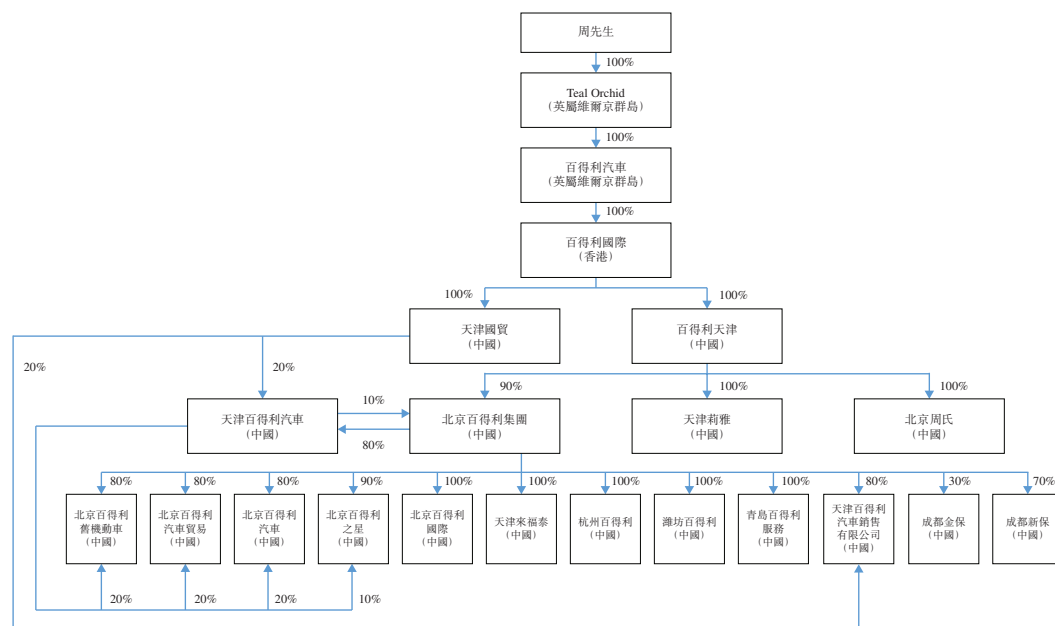 周先生
100%
Teal Orchid
(英屬維爾京群島)
100%
百得利汽車
(英屬維爾京群島)
100%
百得利國際
(香港)
100%
100%
天津國貿
(中國)
百得利天津
(中國)
20%
20%
90%
100%
100%
天津百得利汽車
(中國)
10%
80%
北京百得利集團
(中國)
天津莉雅
(中國)
北京周氏
(中國)
80%
80%
80%
90%
100%
100%
100%
100%
100%
80%
30%
70%
北京百得利
舊機動車
(中國)
北京百得利
汽車貿易
(中國)
北京百得利
汽車
(中國)
北京百得利
之星
(中國)
北京百得利
國際
(中國)
天津來福泰
(中國)
杭州百得利
(中國)
濰坊百得利
(中國)
青島百得利
服務
(中國)
天津百得利
汽車銷售
有限公司
(中國)
成都金保
(中國)
成都新保
(中國)
20%
20%
20%
10%